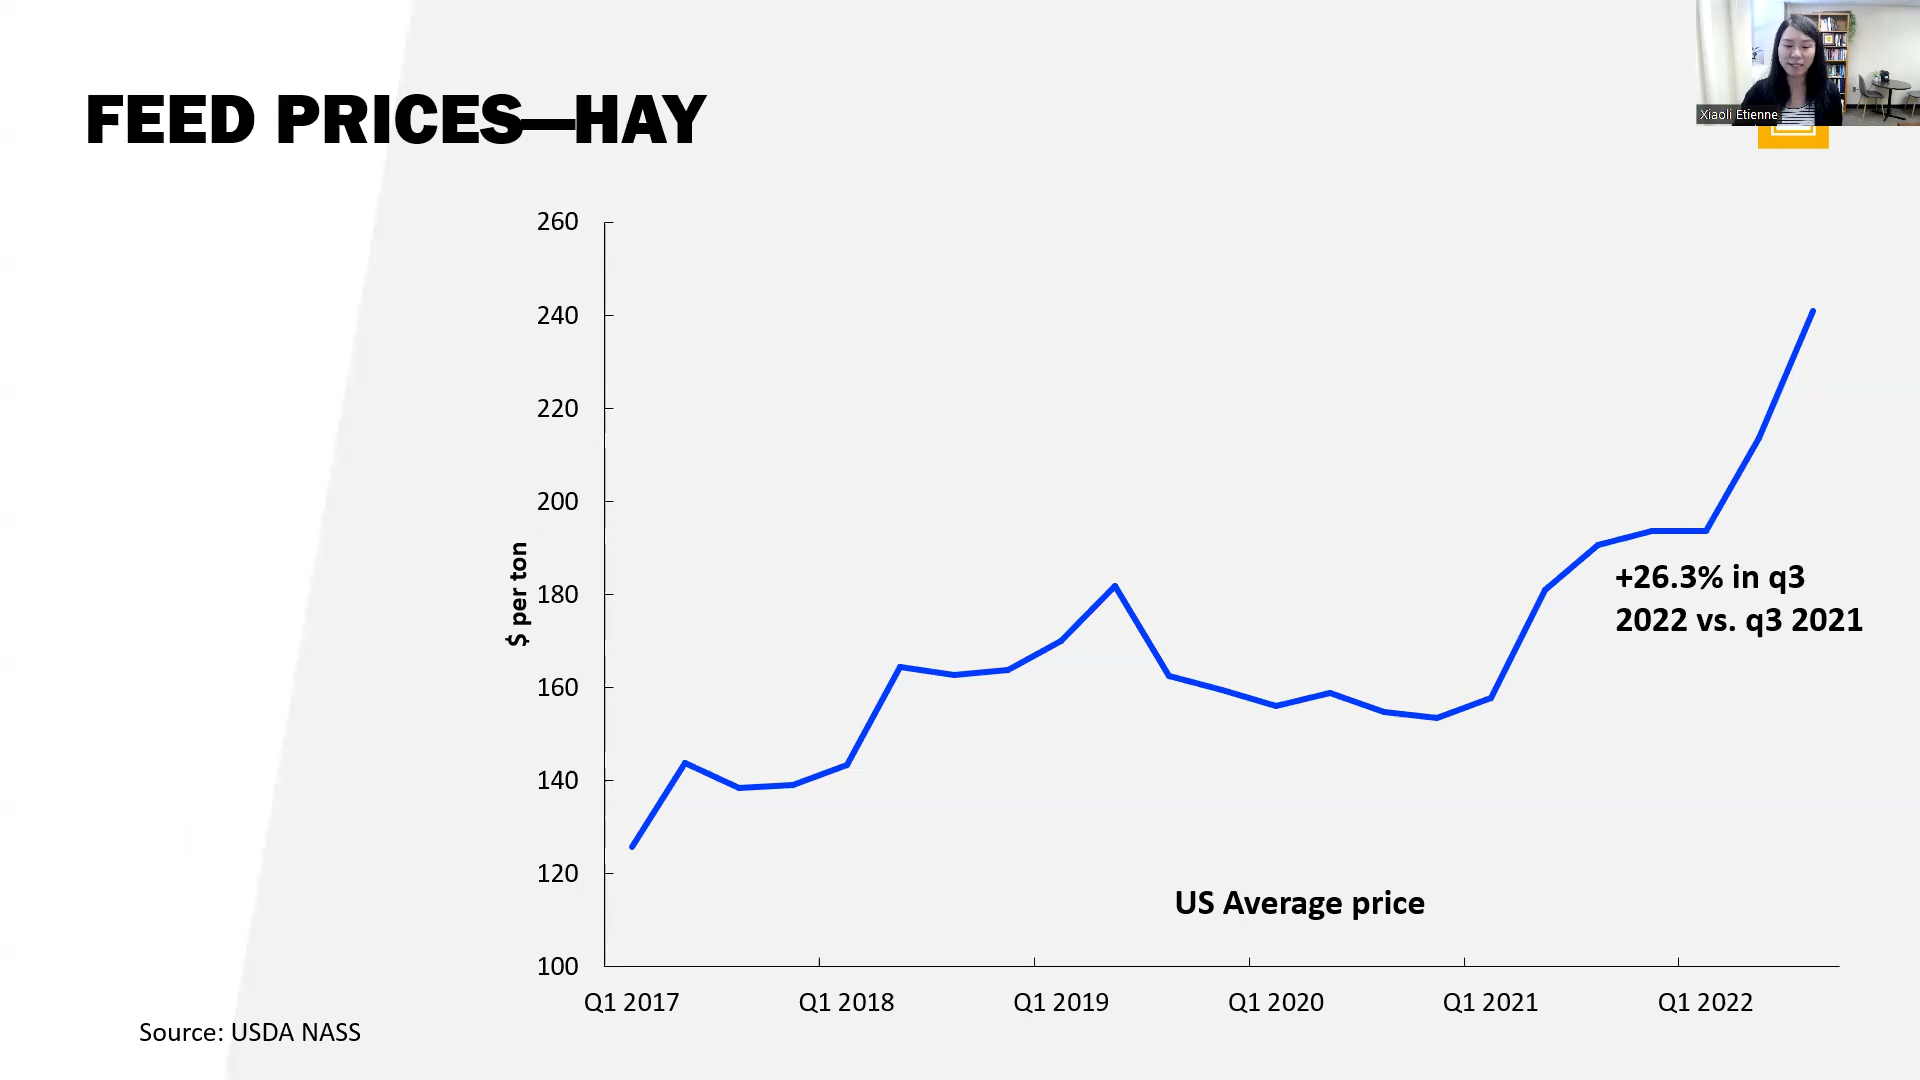 FEED PRICES—HAY
Xiaoli Etienne
260
240
220
200
180
160
140
120
100
$ per ton
+26.3% in q3
2022 vs. q3 2021
US Average price
Q1 2017
Q1 2018
Q1 2019
Q1 2020
Q1 2021
Q1 2022
Source: USDA NASS